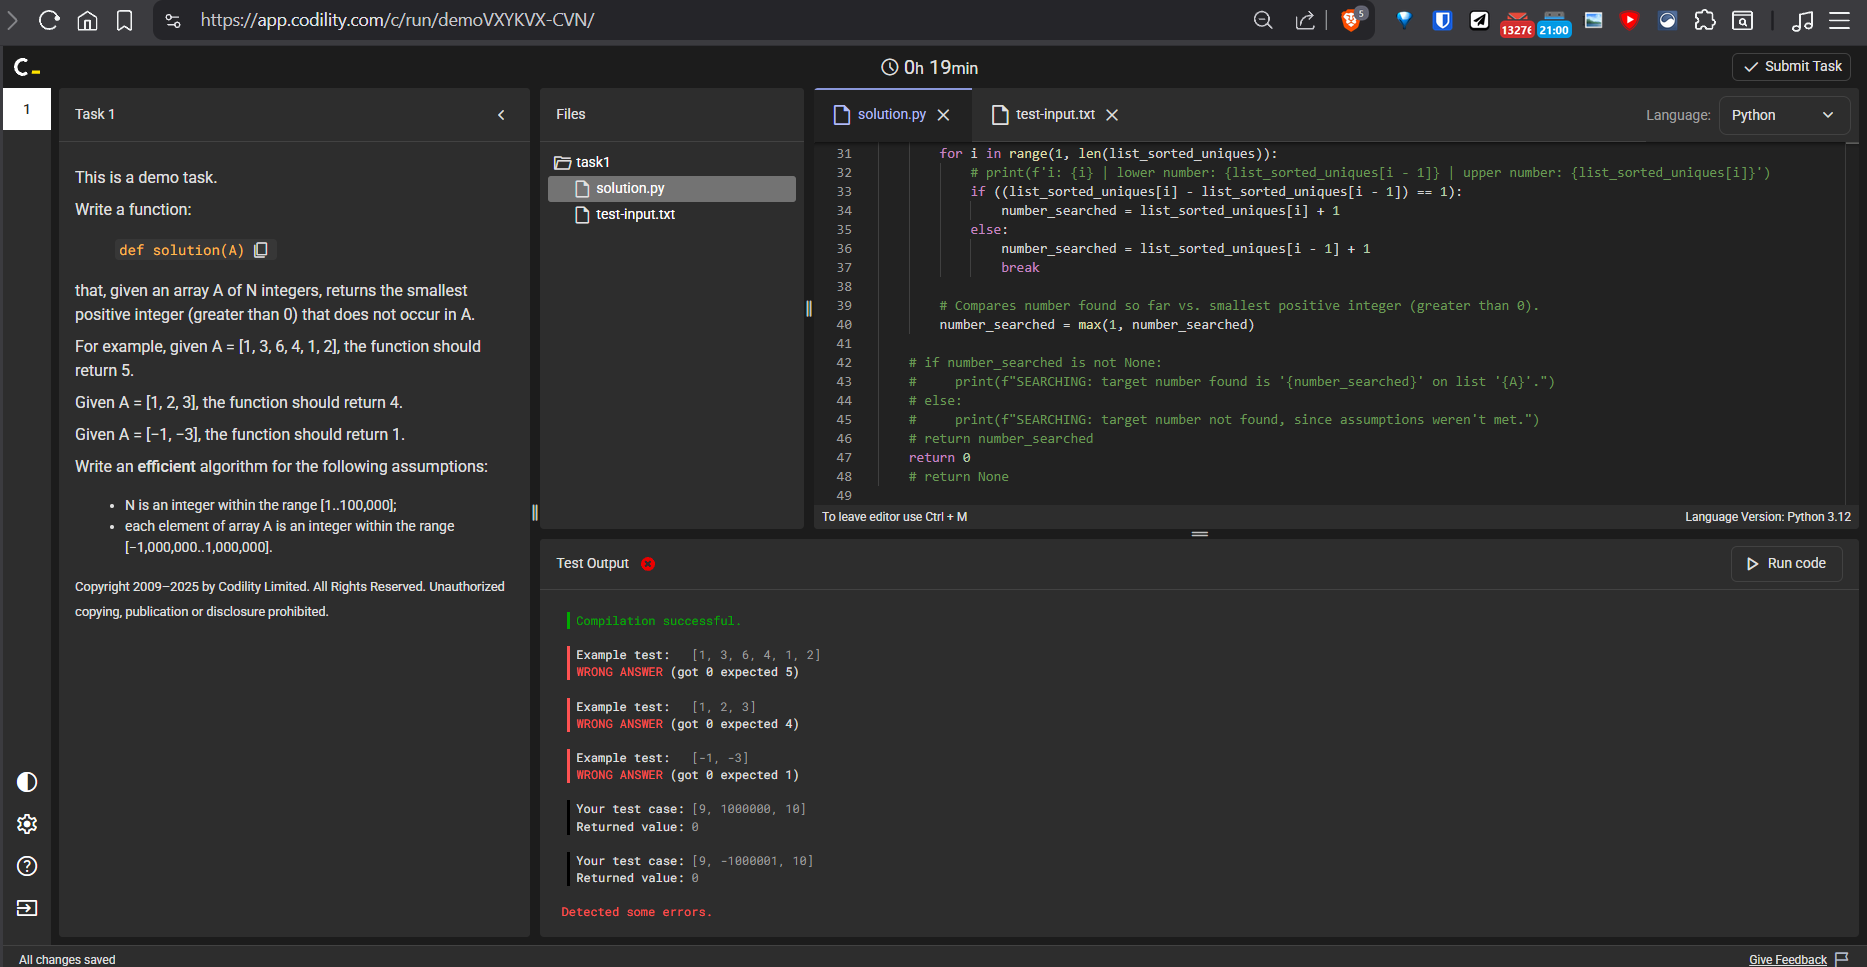 https://app.codility.com/c/run/demoVXYKVX-CVN/
5
13276
21:00
C_
0h 19min
Submit Task
1
Task 1
This is a demo task.
Write a function:
def solution(A)
that, given an array A of N integers, returns the smallest
positive integer (greater than 0) that does not occur in A.
For example, given A = [1, 3, 6, 4, 1, 2], the function should
return 5.
Given A = [1, 2, 3], the function should return 4.
Given A = [−1, −3], the function should return 1.
Write an efficient algorithm for the following assumptions:
• N is an integer within the range [1..100,000];
• each element of array A is an integer within the range
[−1,000,000..1,000,000].
Copyright 2009–2025 by Codility Limited. All Rights Reserved. Unauthorized
copying, publication or disclosure prohibited.
Files
task1
solution.py
test-input.txt
solution.py
test-input.txt
Language: Python
31 for i in range(1, len(list_sorted_uniques)):
32 # print(f'i: {i} | lower number: {list_sorted_uniques[i - 1]} | upper number: {list_sorted_uniques[i]}')
33 if ((list_sorted_uniques[i] - list_sorted_uniques[i - 1]) == 1):
34 number_searched = list_sorted_uniques[i] + 1
35 else:
36 number_searched = list_sorted_uniques[i - 1] + 1
37 break
38
39 # Compares number found so far vs. smallest positive integer (greater than 0).
40 number_searched = max(1, number_searched)
41
42 # if number_searched is not None:
43 #     print(f"SEARCHING: target number found is '{number_searched}' on list '{A}'.")
44 # else:
45 #     print(f"SEARCHING: target number not found, since assumptions weren't met.")
46 # return number_searched
47 return 0
48 # return None
49
To leave editor use Ctrl + M
Language Version: Python 3.12
Test Output
Run code
Compilation successful.
Example test:   [1, 3, 6, 4, 1, 2]
WRONG ANSWER (got 0 expected 5)
Example test:   [1, 2, 3]
WRONG ANSWER (got 0 expected 4)
Example test:   [-1, -3]
WRONG ANSWER (got 0 expected 1)
Your test case: [9, 1000000, 10]
Returned value: 0
Your test case: [9, -1000001, 10]
Returned value: 0
Detected some errors.
All changes saved
Give Feedback